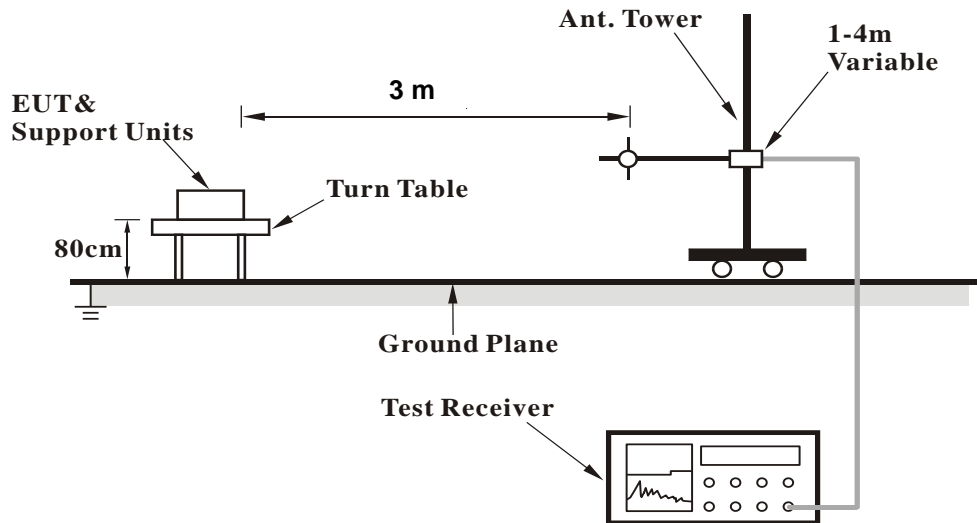 Ant. Tower
1-4m
Variable
3 m
EUT&
Support Units
Turn Table
80cm
Ground Plane
Test Receiver